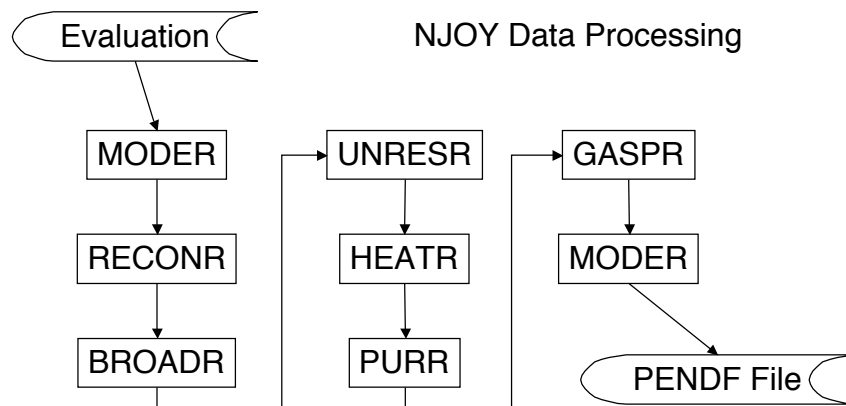 Evaluation
NJOY Data Processing
MODER
UNRESR
GASPR
RECONR
HEATR
MODER
BROADR
PURR
PENDF File